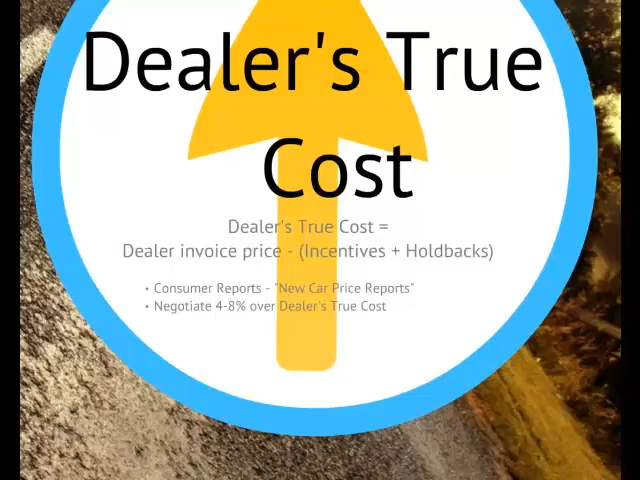 Dealer's True
Cost
Dealer's True Cost =
Dealer invoice price - (Incentives + Holdbacks)
• Consumer Reports - "New Car Price Reports"
• Negotiate 4-8% over Dealer's True Cost